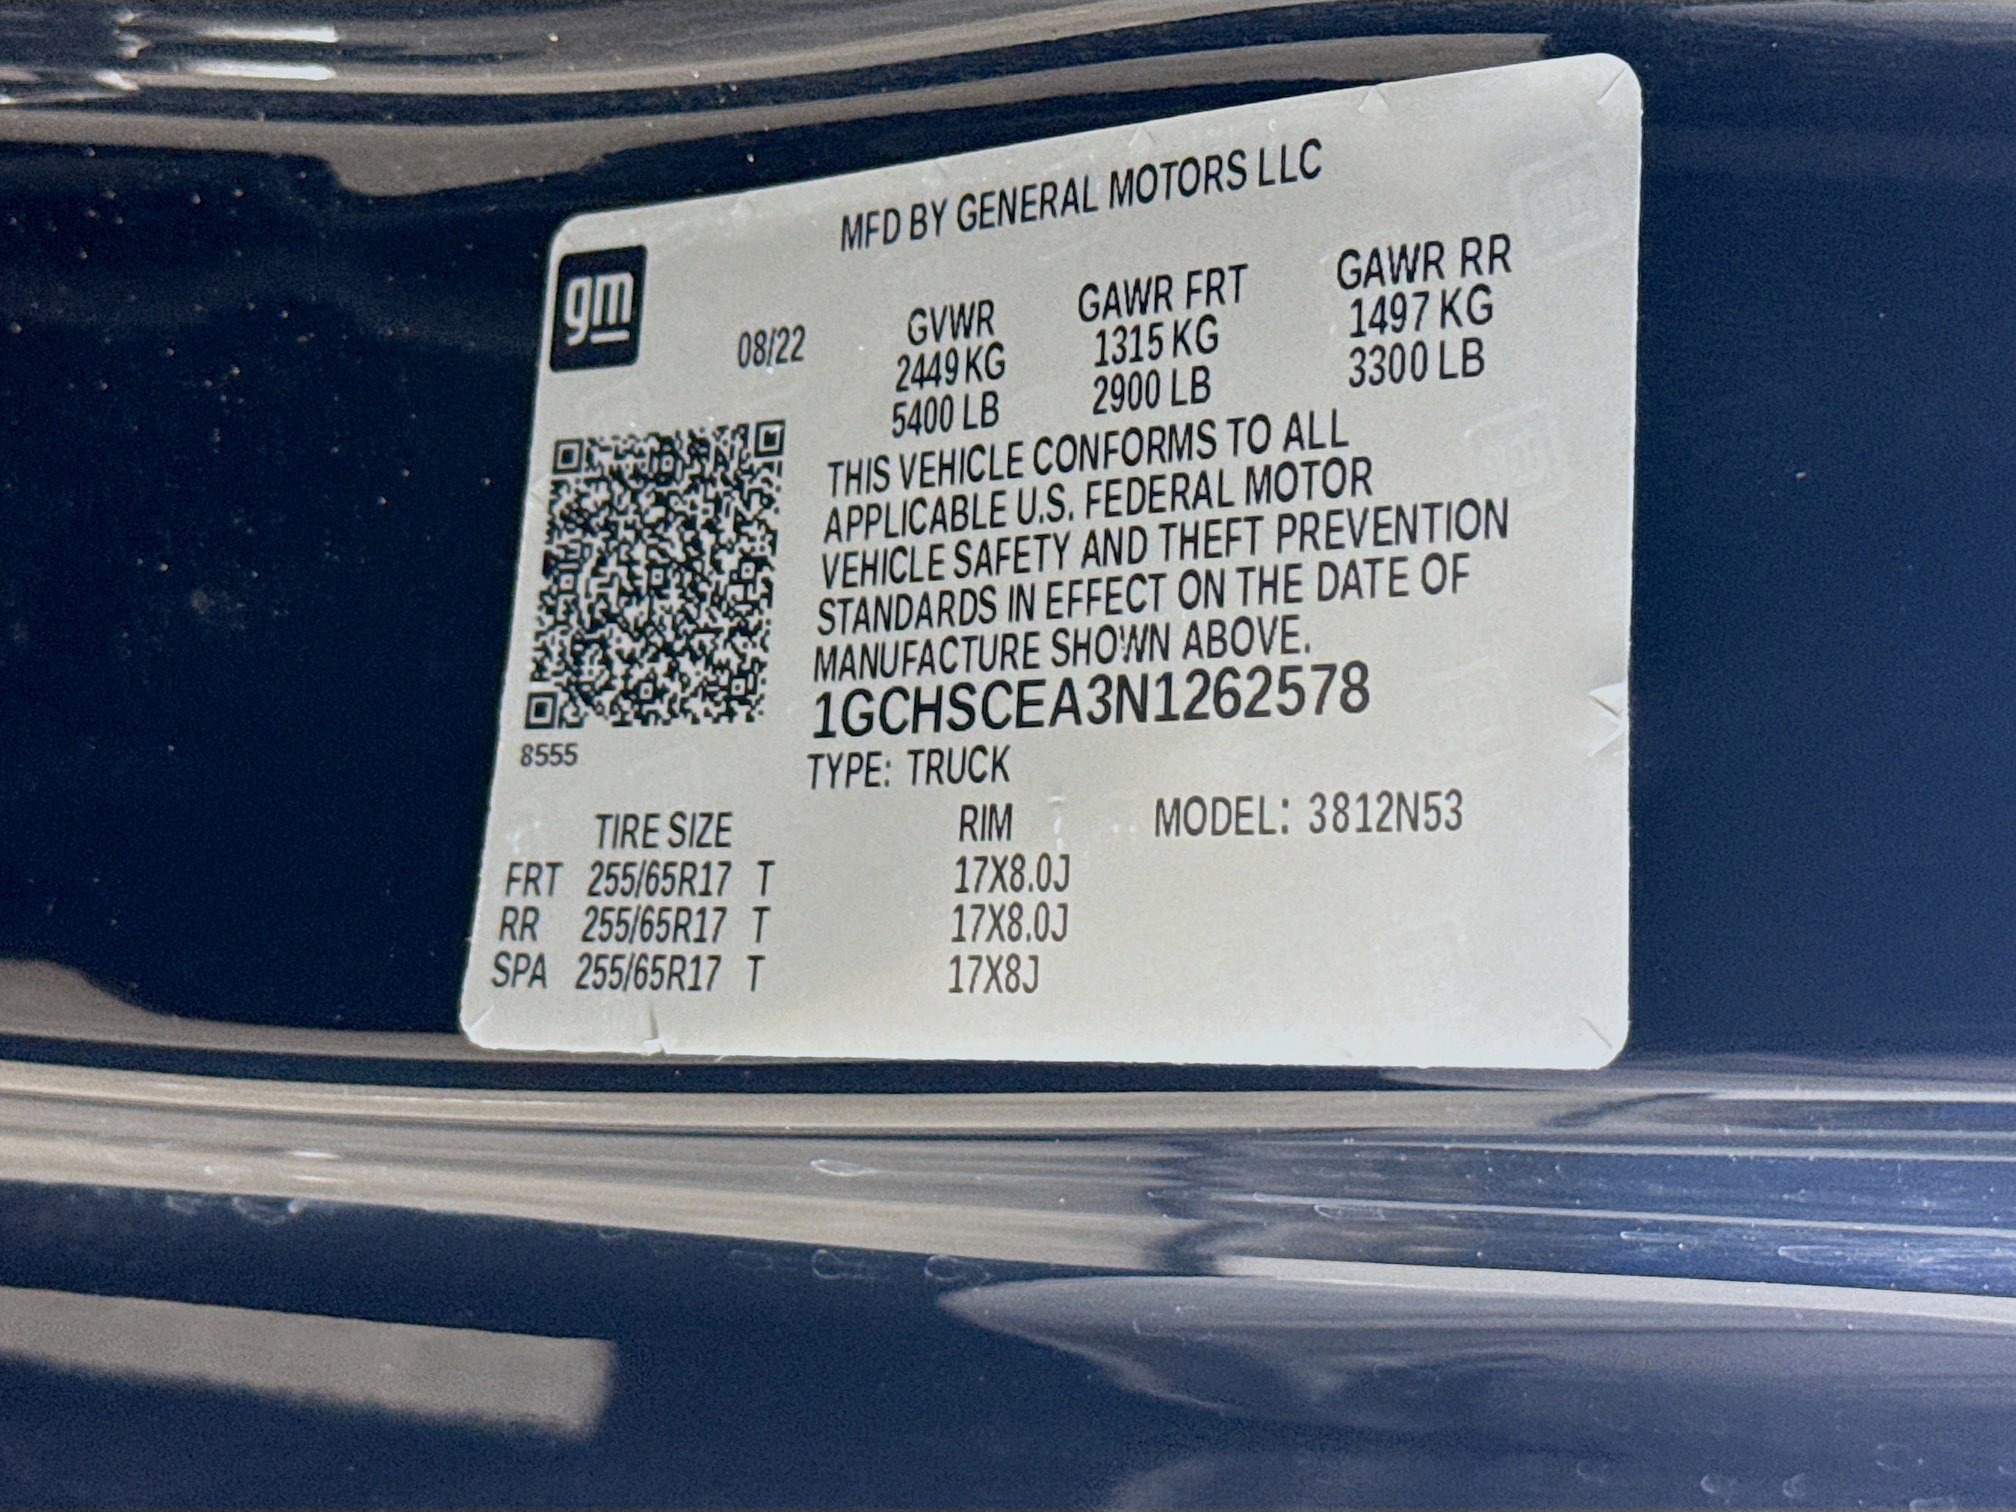 MFD BY GENERAL MOTORS LLC
gm
08/22
GVWR GAWR FRT GAWR RR
2449 KG 1315 KG 1497 KG
5400 LB 2900 LB 3300 LB
THIS VEHICLE CONFORMS TO ALL
APPLICABLE U.S. FEDERAL MOTOR
VEHICLE SAFETY AND THEFT PREVENTION
STANDARDS IN EFFECT ON THE DATE OF
MANUFACTURE SHOWN ABOVE.
1GCHSCEA3N1262578
8555
TYPE: TRUCK
TIRE SIZE RIM MODEL: 3812N53
FRT 255/65R17 T 17X8.0J
RR 255/65R17 T 17X8.0J
SPA 255/65R17 T 17X8J